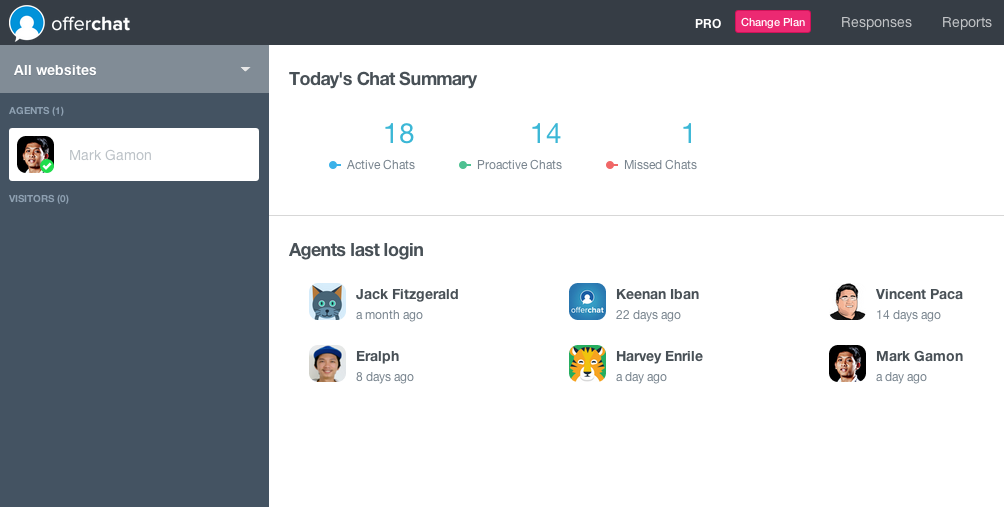 offerchat
PRO
Change Plan
Responses
Reports
All websites
AGENTS (1)
Mark Gamon
VISITORS (0)
Today's Chat Summary
18
Active Chats
14
Proactive Chats
1
Missed Chats
Agents last login
Jack Fitzgerald
a month ago
offerchat
Keenan Iban
22 days ago
Vincent Paca
14 days ago
Eralph
8 days ago
Harvey Enrile
a day ago
Mark Gamon
a day ago